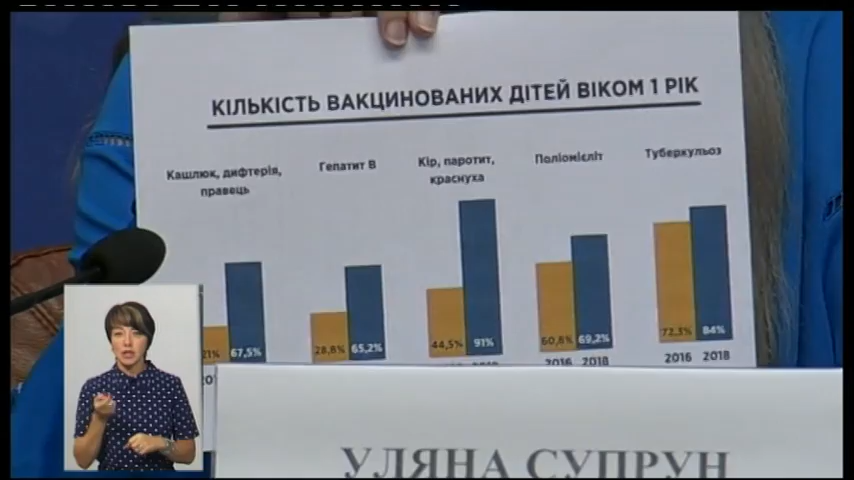 КІЛЬКІСТЬ ВАКЦИНОВАНИХ ДІТЕЙ ВІКОМ 1 РІК
Кашлюк, дифтерія,
правець
Гепатит В
Кір, паротит,
краснуха
Поліомієліт
Туберкульоз
21% 67,5%
28,8% 65,2%
44,5% 91%
60,8% 69,2%
72,3% 84%
2016 2018
2016 2018
УЛЯНА СУПРУН